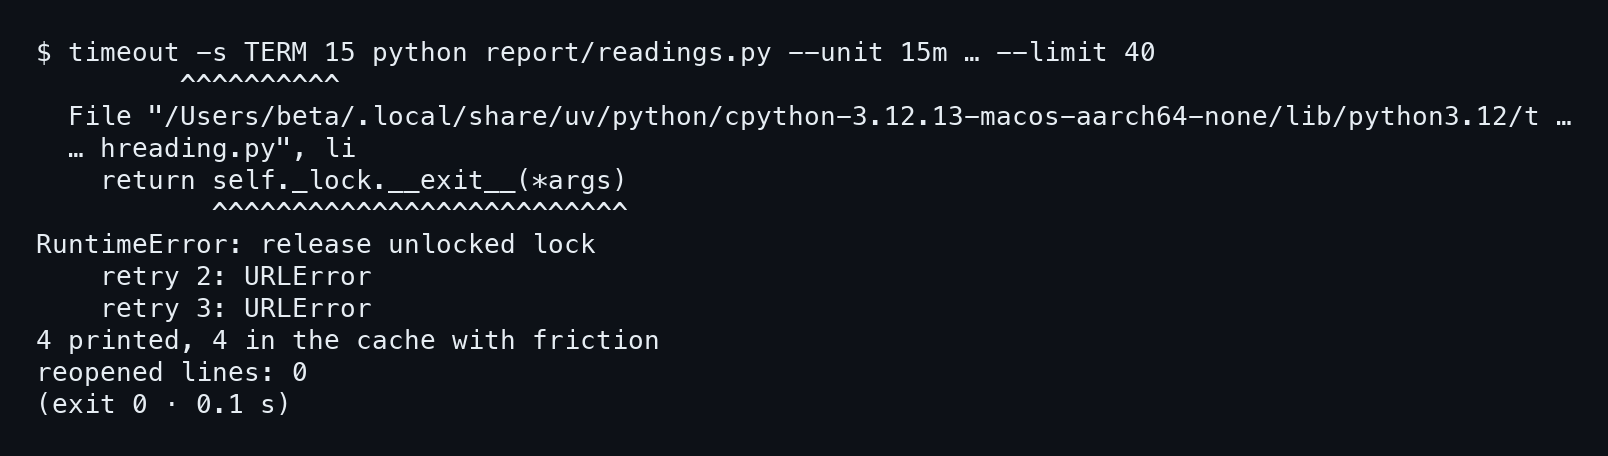 $ timeout -s TERM 15 python report/readings.py --unit 15m … --limit 40
         ^^^^^^^^^^
  File "/Users/beta/.local/share/uv/python/cpython-3.12.13-macos-aarch64-none/lib/python3.12/t …
  … hreading.py", li
    return self._lock.__exit__(*args)
           ^^^^^^^^^^^^^^^^^^^^^^^^^^
RuntimeError: release unlocked lock
    retry 2: URLError
    retry 3: URLError
4 printed, 4 in the cache with friction
reopened lines: 0
(exit 0 · 0.1 s)